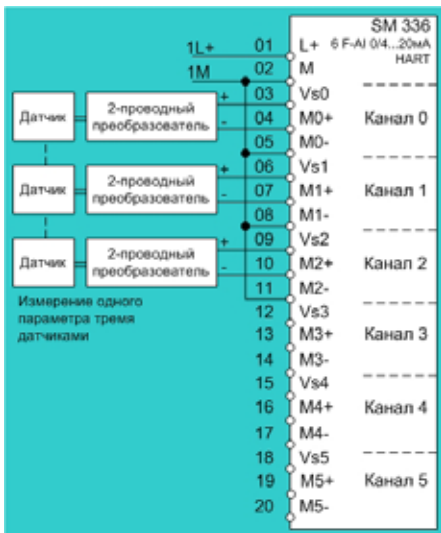 SM 336
6 F-AI 0/4...20мА
HART
1L+ 01 L+
1M 02 M
+ 03 Vs0
Датчик 2-проводный преобразователь - 04 M0+ Канал 0
05 M0-
+ 06 Vs1
Датчик 2-проводный преобразователь - 07 M1+ Канал 1
08 M1-
+ 09 Vs2
Датчик 2-проводный преобразователь - 10 M2+ Канал 2
11 M2-
Измерение одного
параметра тремя
датчиками
12 Vs3
13 M3+ Канал 3
14 M3-
15 Vs4
16 M4+ Канал 4
17 M4-
18 Vs5
19 M5+ Канал 5
20 M5-